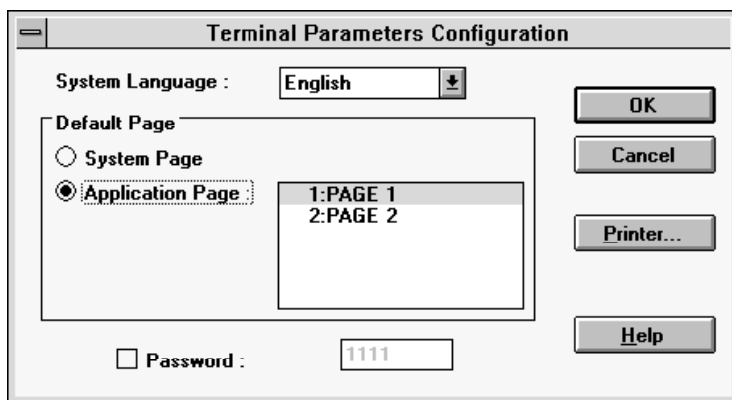 Terminal Parameters Configuration
System Language :
English
OK
Default Page
System Page
Cancel
Application Page :
1:PAGE 1
2:PAGE 2
Printer...
Help
Password :
1111